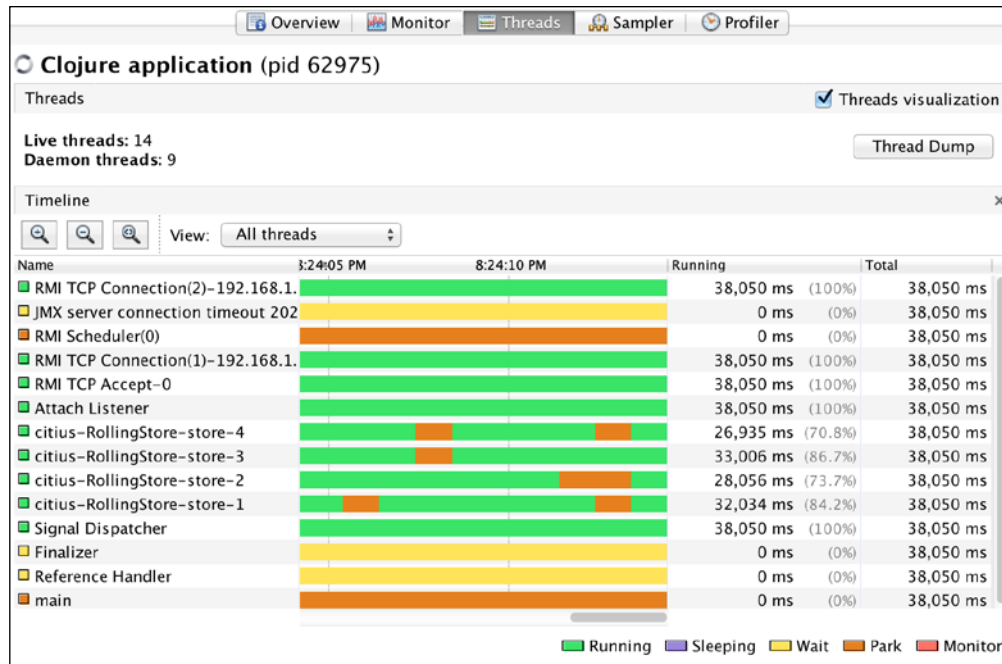 Overview Monitor Threads Sampler Profiler
Clojure application (pid 62975)
Threads Threads visualization
Live threads: 14
Daemon threads: 9
Thread Dump
Timeline
View: All threads
Name 8:24:05 PM 8:24:10 PM Running Total
RMI TCP Connection(2)-192.168.1. 38,050 ms (100%) 38,050 ms
JMX server connection timeout 202 0 ms (0%) 38,050 ms
RMI Scheduler(0) 0 ms (0%) 38,050 ms
RMI TCP Connection(1)-192.168.1. 38,050 ms (100%) 38,050 ms
RMI TCP Accept-0 38,050 ms (100%) 38,050 ms
Attach Listener 38,050 ms (100%) 38,050 ms
citius-RollingStore-store-4 26,935 ms (70.8%) 38,050 ms
citius-RollingStore-store-3 33,006 ms (86.7%) 38,050 ms
citius-RollingStore-store-2 28,056 ms (73.7%) 38,050 ms
citius-RollingStore-store-1 32,034 ms (84.2%) 38,050 ms
Signal Dispatcher 38,050 ms (100%) 38,050 ms
Finalizer 0 ms (0%) 38,050 ms
Reference Handler 0 ms (0%) 38,050 ms
main 0 ms (0%) 38,050 ms
Running Sleeping Wait Park Monitor